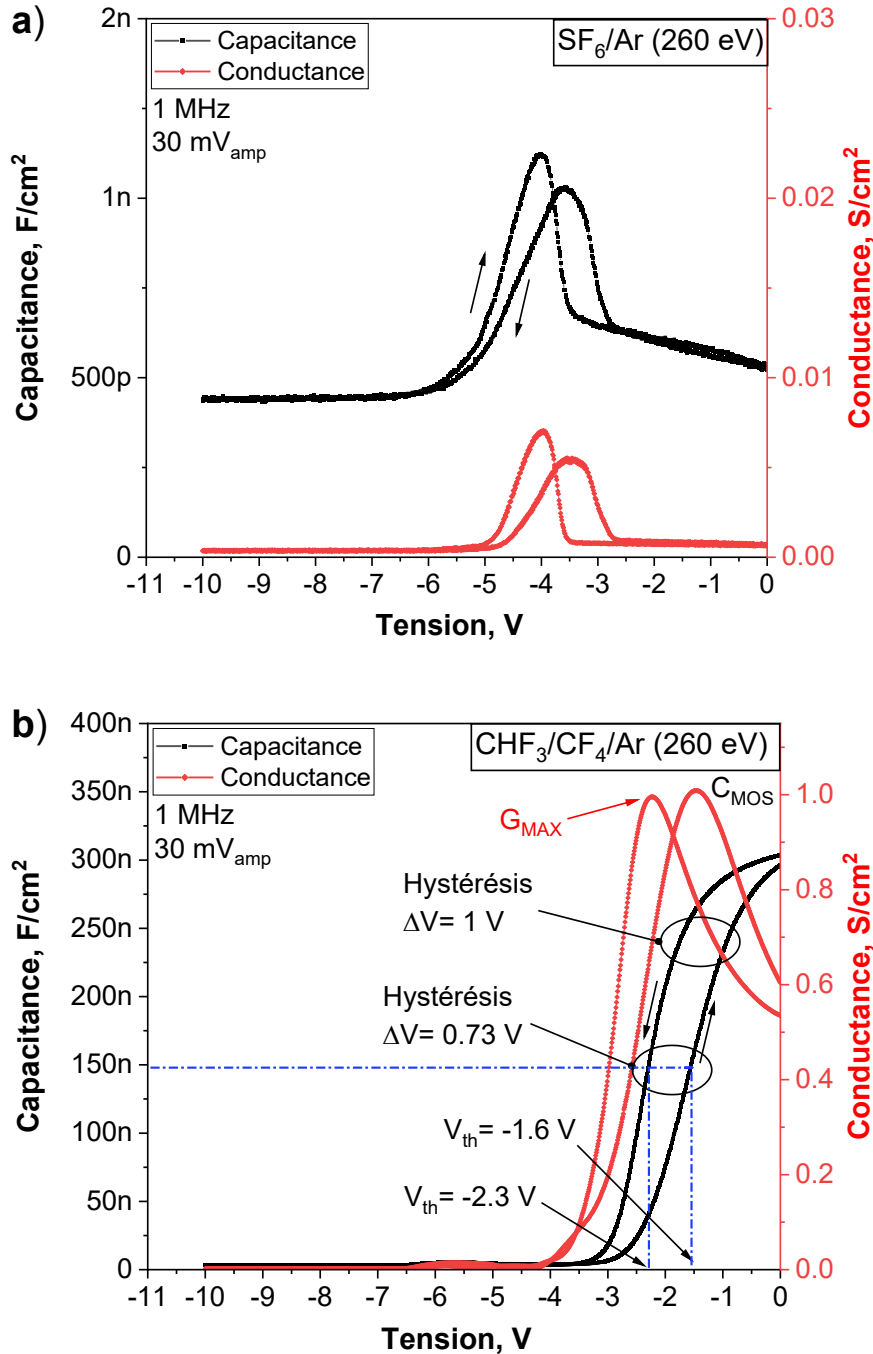 a)
2n
1n
500p
0
Capacitance, F/cm²
Capacitance
Conductance
1 MHz
30 mVamp
SF6/Ar (260 eV)
0.03
0.02
0.01
0.00
Conductance, S/cm²
-11 -10 -9 -8 -7 -6 -5 -4 -3 -2 -1 0
Tension, V
b)
400n
350n
300n
250n
200n
150n
100n
50n
0
Capacitance, F/cm²
Capacitance
Conductance
1 MHz
30 mVamp
CHF3/CF4/Ar (260 eV)
GMAX
CMOS
Hystérésis
ΔV= 1 V
Hystérésis
ΔV= 0.73 V
Vth= -1.6 V
Vth= -2.3 V
1.0
0.8
0.6
0.4
0.2
0.0
Conductance, S/cm²
-11 -10 -9 -8 -7 -6 -5 -4 -3 -2 -1 0
Tension, V